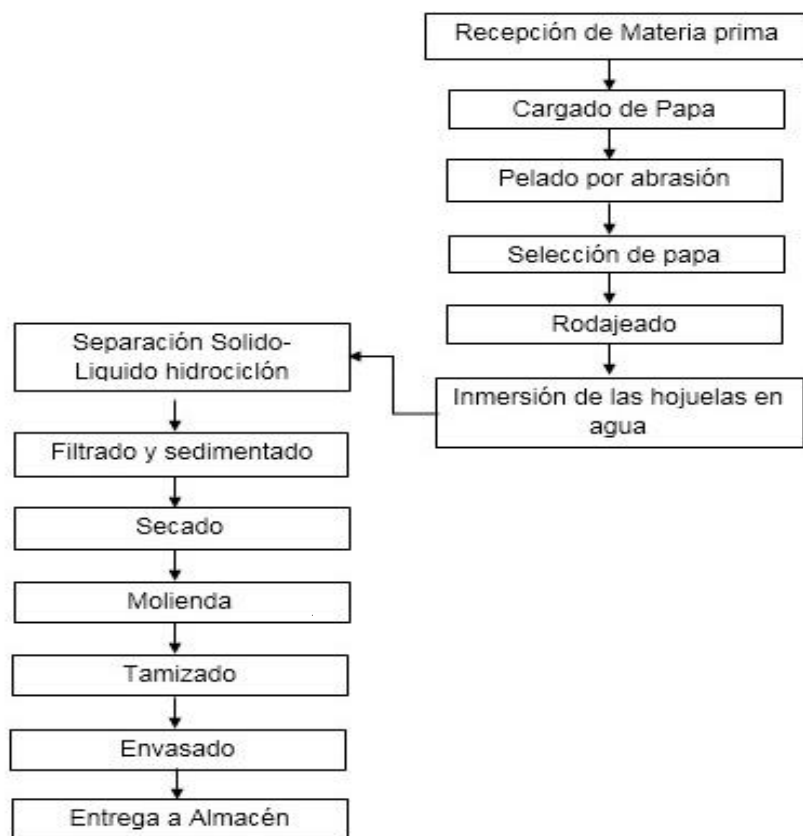 Recepción de Materia prima
Cargado de Papa
Pelado por abrasión
Selección de papa
Rodajeado
Inmersión de las hojuelas en
agua
Separación Solido-
Liquido hidrociclón
Filtrado y sedimentado
Secado
Molienda
Tamizado
Envasado
Entrega a Almacén